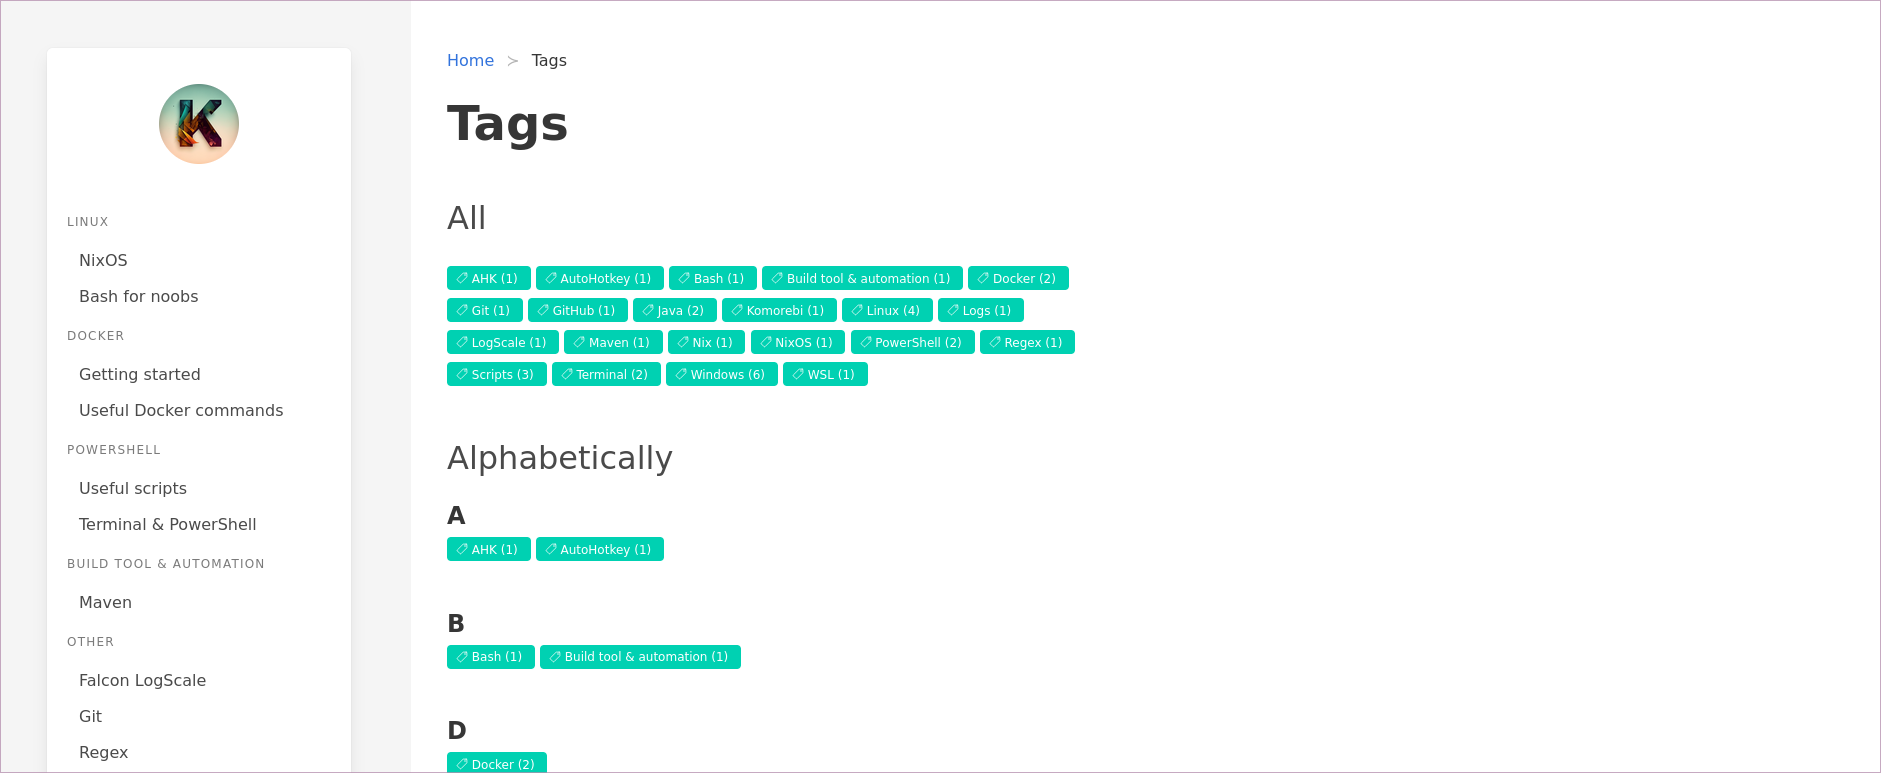 K
LINUX
NixOS
Bash for noobs
DOCKER
Getting started
Useful Docker commands
POWERSHELL
Useful scripts
Terminal & PowerShell
BUILD TOOL & AUTOMATION
Maven
OTHER
Falcon LogScale
Git
Regex
Home ≻ Tags
Tags
All
AHK (1) AutoHotkey (1) Bash (1) Build tool & automation (1) Docker (2)
Git (1) GitHub (1) Java (2) Komorebi (1) Linux (4) Logs (1)
LogScale (1) Maven (1) Nix (1) NixOS (1) PowerShell (2) Regex (1)
Scripts (3) Terminal (2) Windows (6) WSL (1)
Alphabetically
A
AHK (1) AutoHotkey (1)
B
Bash (1) Build tool & automation (1)
D
Docker (2)